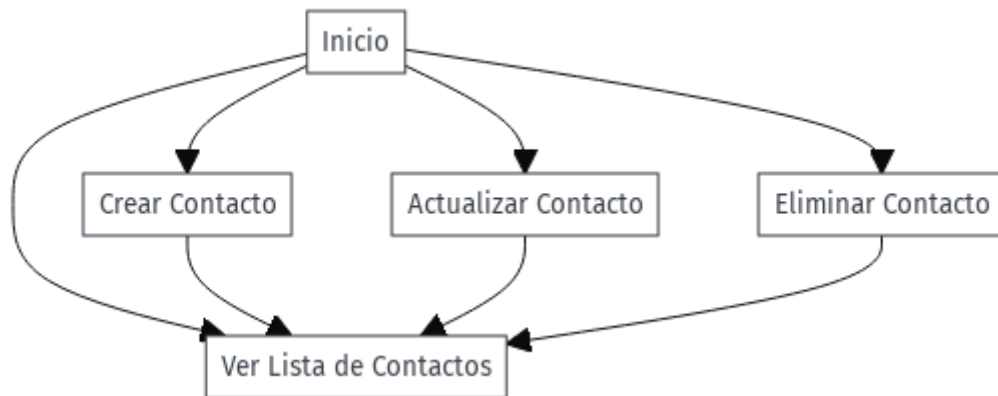 Inicio
Crear Contacto
Actualizar Contacto
Eliminar Contacto
Ver Lista de Contactos